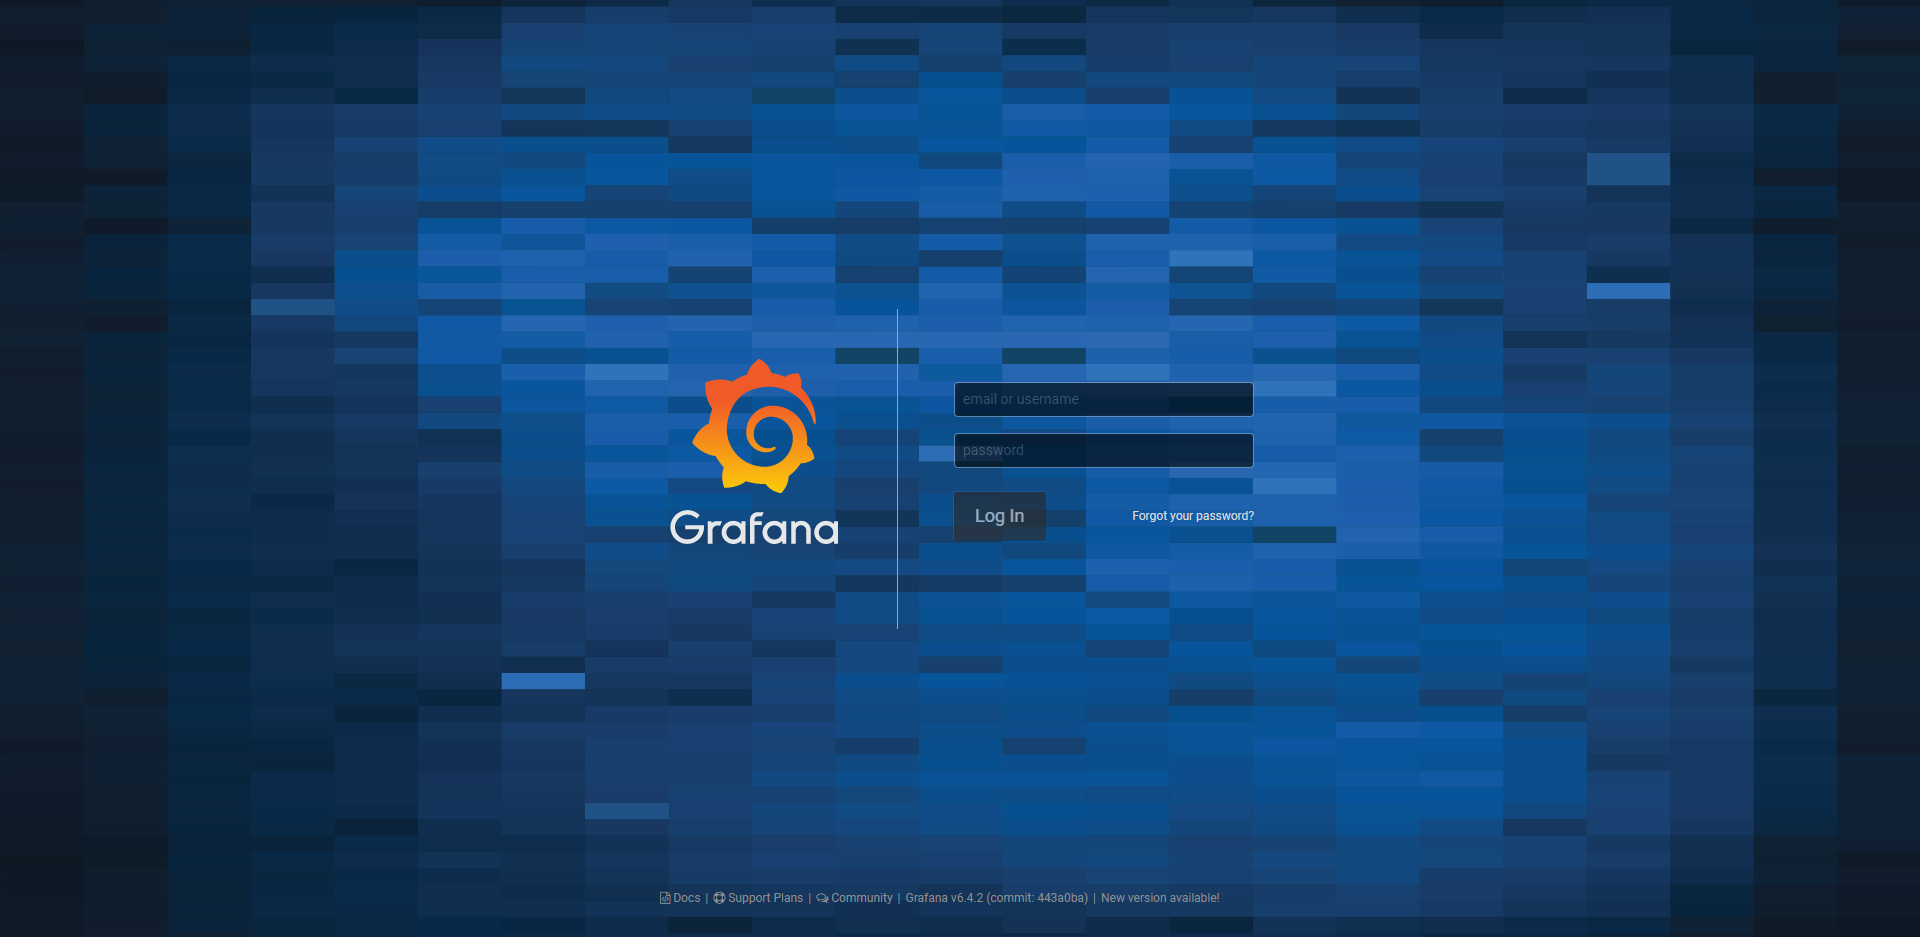 Grafana
email or username
password
Log In
Forgot your password?
Docs | Support Plans | Community | Grafana v6.4.2 (commit: 443a0ba) | New version available!